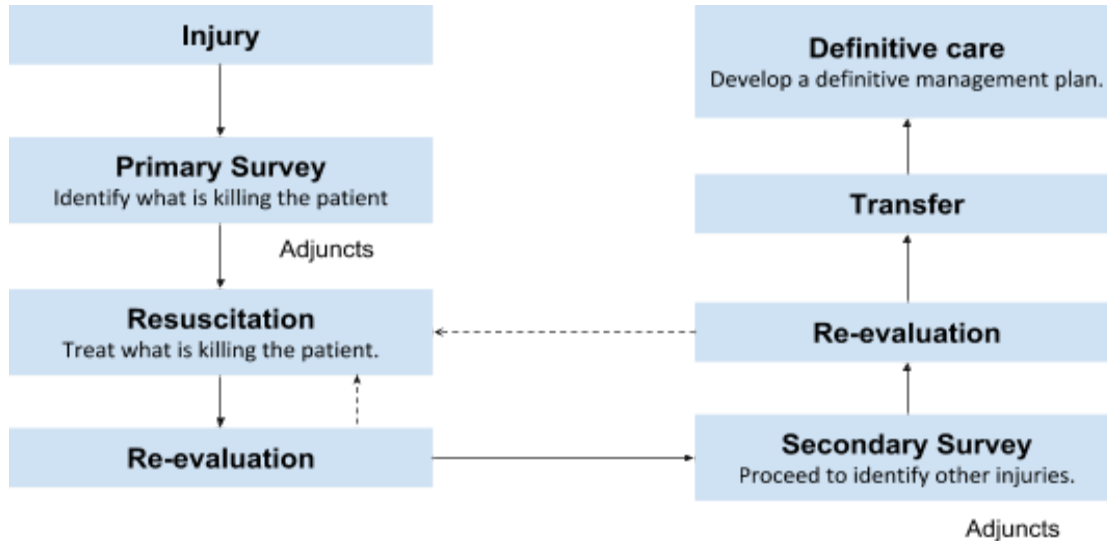 Injury
Primary Survey
Identify what is killing the patient
Adjuncts
Resuscitation
Treat what is killing the patient.
Re-evaluation
Definitive care
Develop a definitive management plan.
Transfer
Re-evaluation
Secondary Survey
Proceed to identify other injuries.
Adjuncts